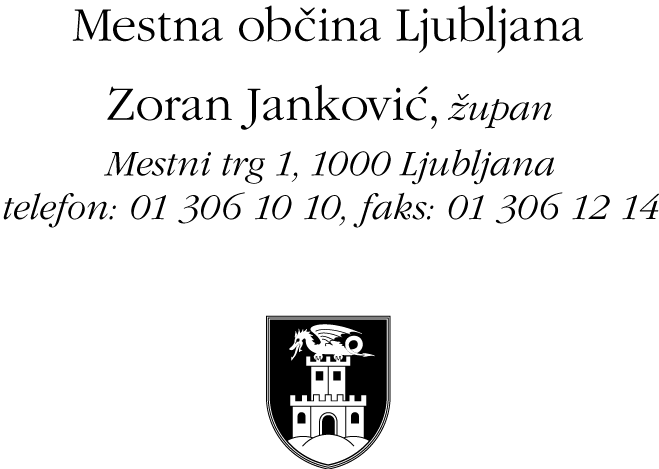 Mestna občina Ljubljana
Zoran Janković, župan
Mestni trg 1, 1000 Ljubljana
telefon: 01 306 10 10, faks: 01 306 12 14